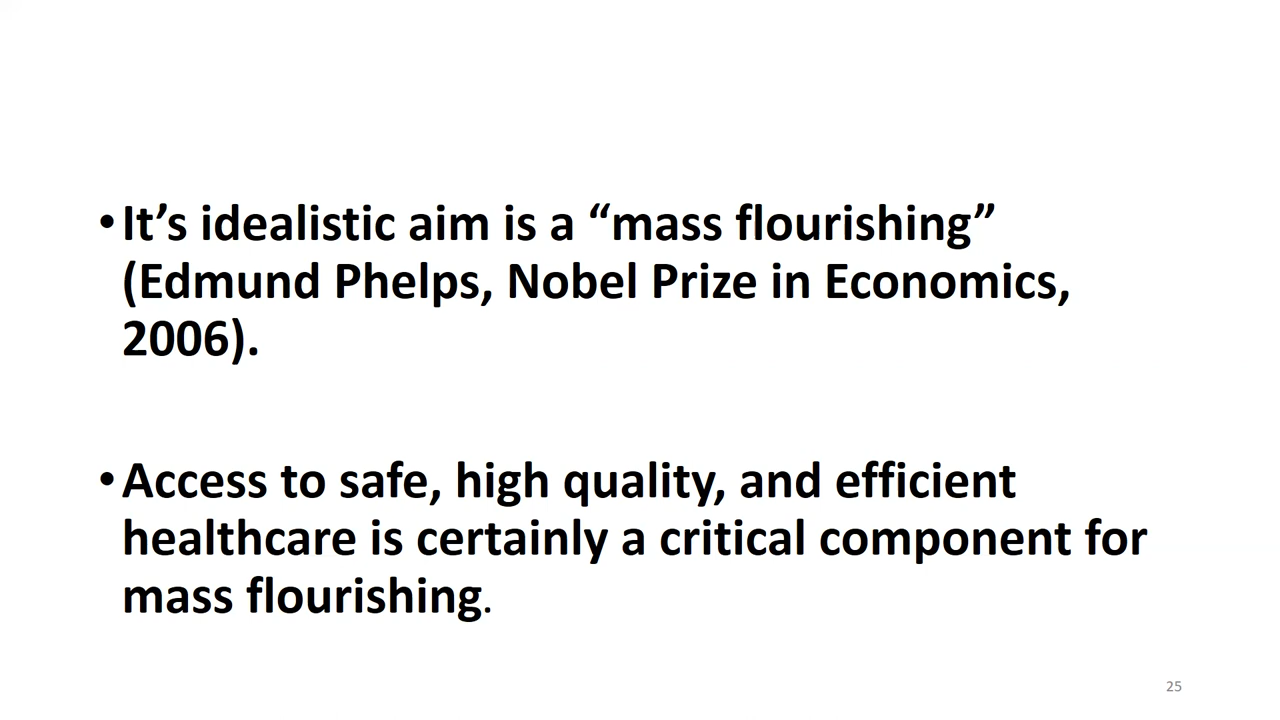 •It’s idealistic aim is a “mass flourishing”
(Edmund Phelps, Nobel Prize in Economics,
2006).
•Access to safe, high quality, and efficient
healthcare is certainly a critical component for
mass flourishing.
25